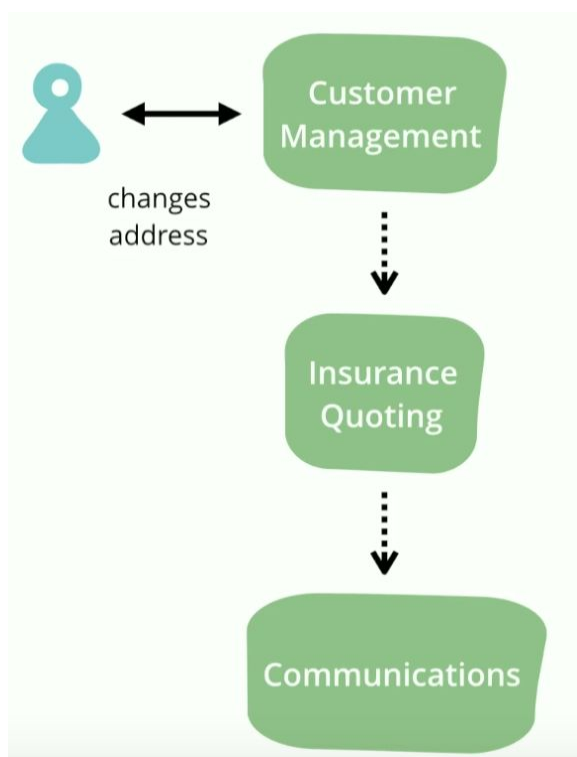 Customer
Management
changes
address
Insurance
Quoting
Communications